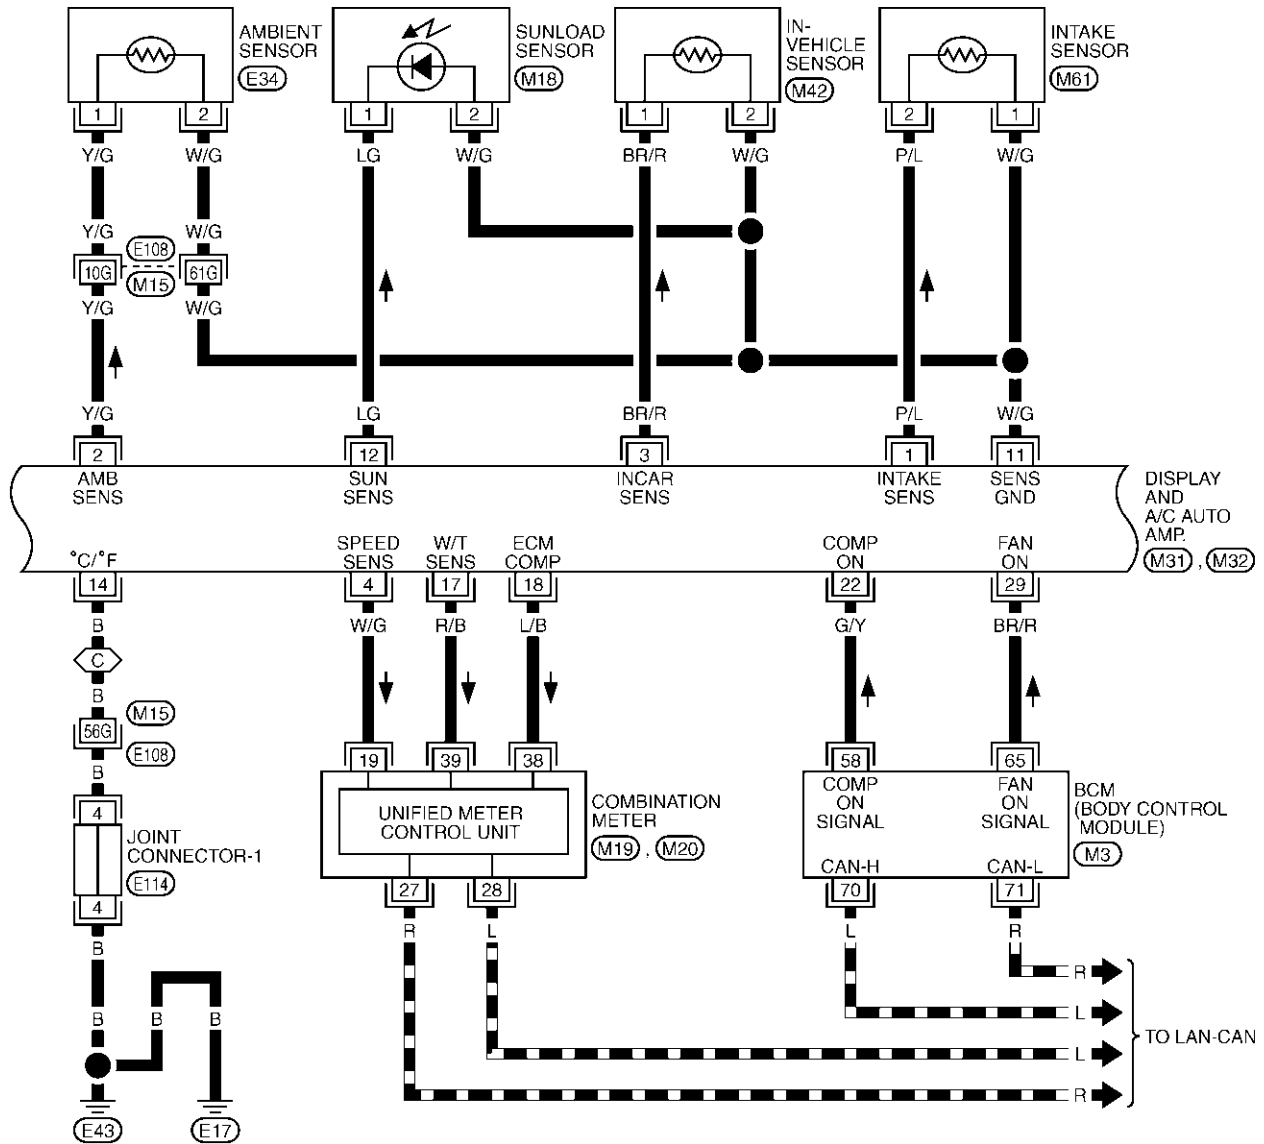 AMBIENT
SENSOR
E34
SUNLOAD
SENSOR
M18
IN-
VEHICLE
SENSOR
M42
INTAKE
SENSOR
M61
1 2 1 2 1 2 2 1
Y/G W/G LG W/G BR/R W/G P/L W/G
Y/G W/G
E108
10G 61G
M15
Y/G W/G
Y/G LG BR/R P/L W/G
2 12 3 1 11
AMB
SENS
SUN
SENS
INCAR
SENS
INTAKE
SENS
SENS
GND
DISPLAY
AND
A/C AUTO
AMP.
M31 , M32
°C/°F
SPEED
SENS
W/T
SENS
ECM
COMP
COMP
ON
FAN
ON
14 4 17 18 22 29
B W/G R/B L/B G/Y BR/R
C
B
M15
56G
E108
B
19 39 38 58 65
4
JOINT
CONNECTOR-1
E114
4
UNIFIED METER
CONTROL UNIT
COMBINATION
METER
M19 , M20
COMP
ON
SIGNAL
FAN
ON
SIGNAL
CAN-H CAN-L
BCM
(BODY CONTROL
MODULE)
M3
27 28 70 71
B R L L R
R
L
L
R
TO LAN-CAN
B B B
E43 E17